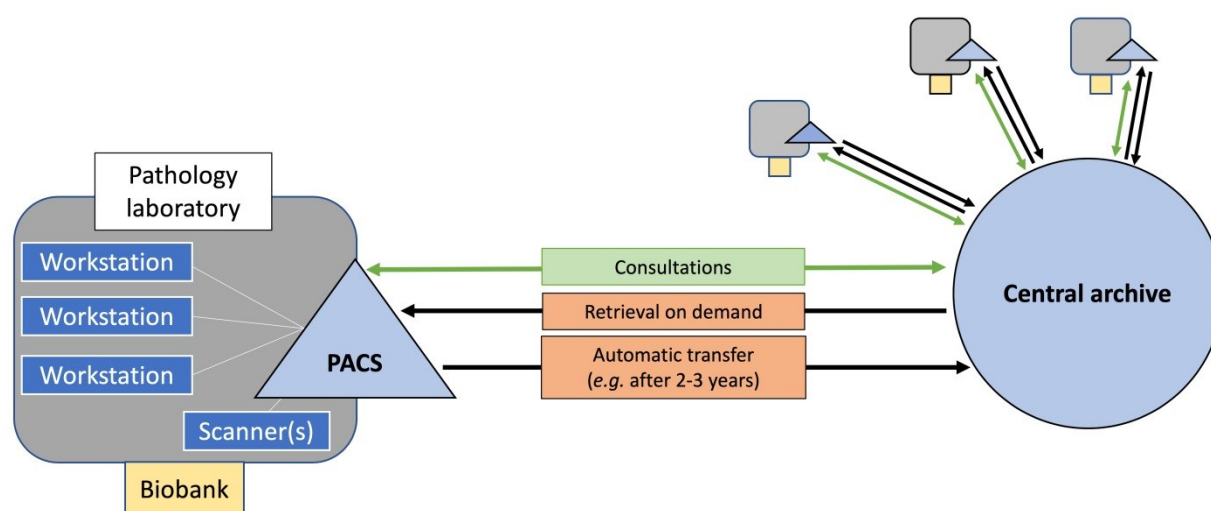 Pathology
laboratory
Workstation
Workstation
Workstation
Scanner(s)
Biobank
PACS
Consultations
Retrieval on demand
Automatic transfer
(e.g. after 2-3 years)
Central archive